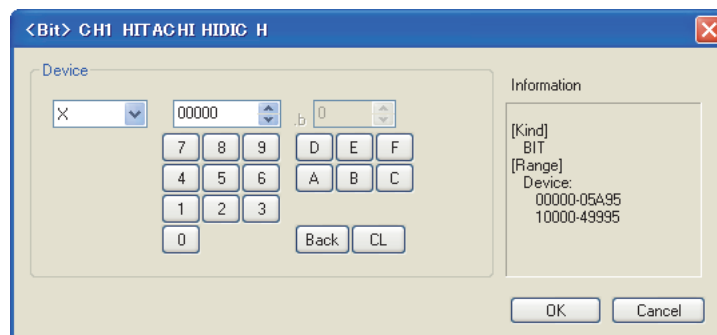 <Bit> CH1 HITACHI HIDIC H
Device
X 00000 .b 0
7 8 9 D E F
4 5 6 A B C
1 2 3
0 Back CL
Information
[Kind]
BIT
[Range]
Device:
00000-05A95
10000-49995
OK Cancel